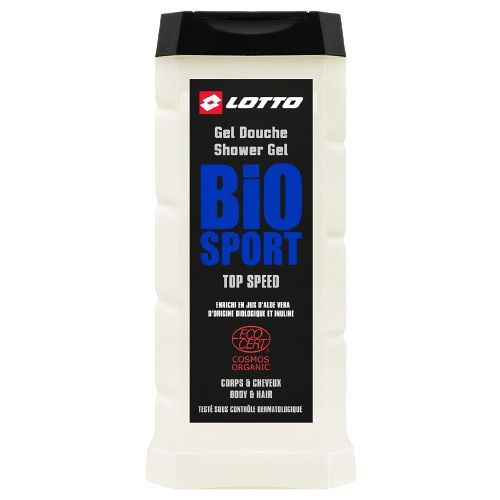 LOTTO
Gel Douche
Shower Gel
BiO
SPORT
TOP SPEED
ENRICHI EN JUS D'ALOE VERA
D'ORIGINE BIOLOGIQUE ET INULINE
ECO
CERT
COSMOS
ORGANIC
CORPS & CHEVEUX
BODY & HAIR
TESTÉ SOUS CONTRÔLE DERMATOLOGIQUE